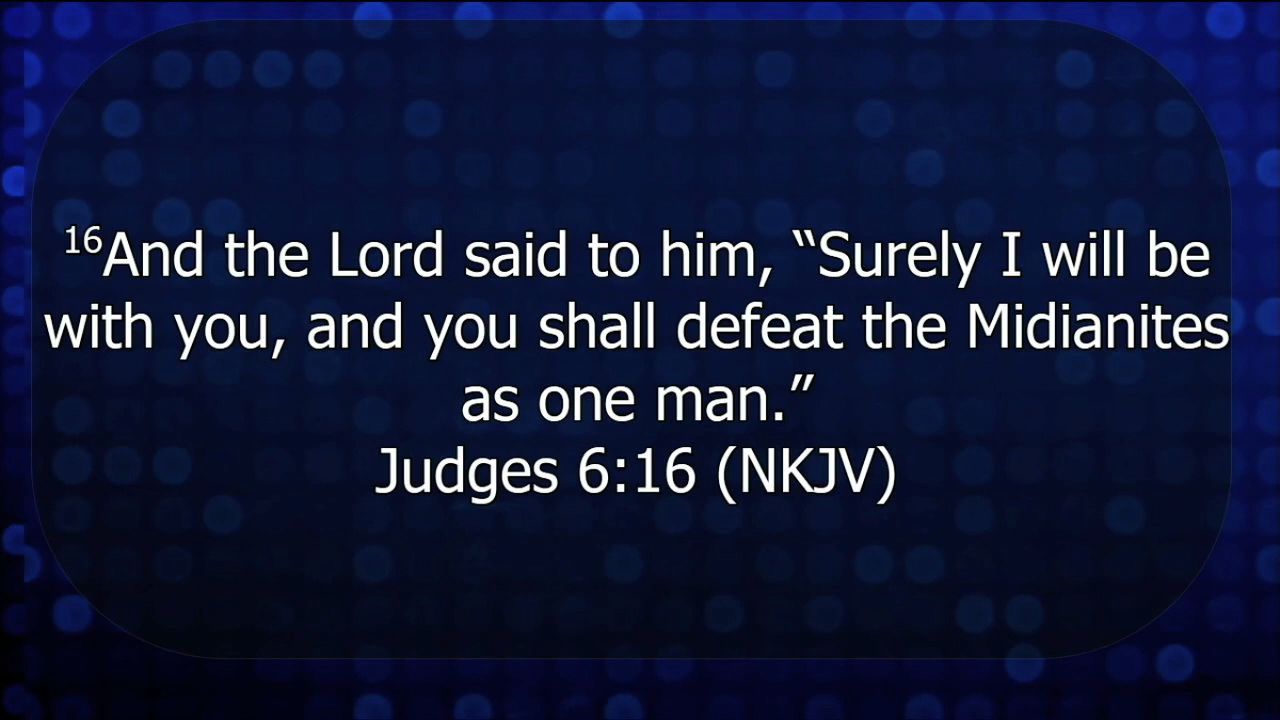 ¹⁶And the Lord said to him, “Surely I will be
with you, and you shall defeat the Midianites
as one man.”
Judges 6:16 (NKJV)